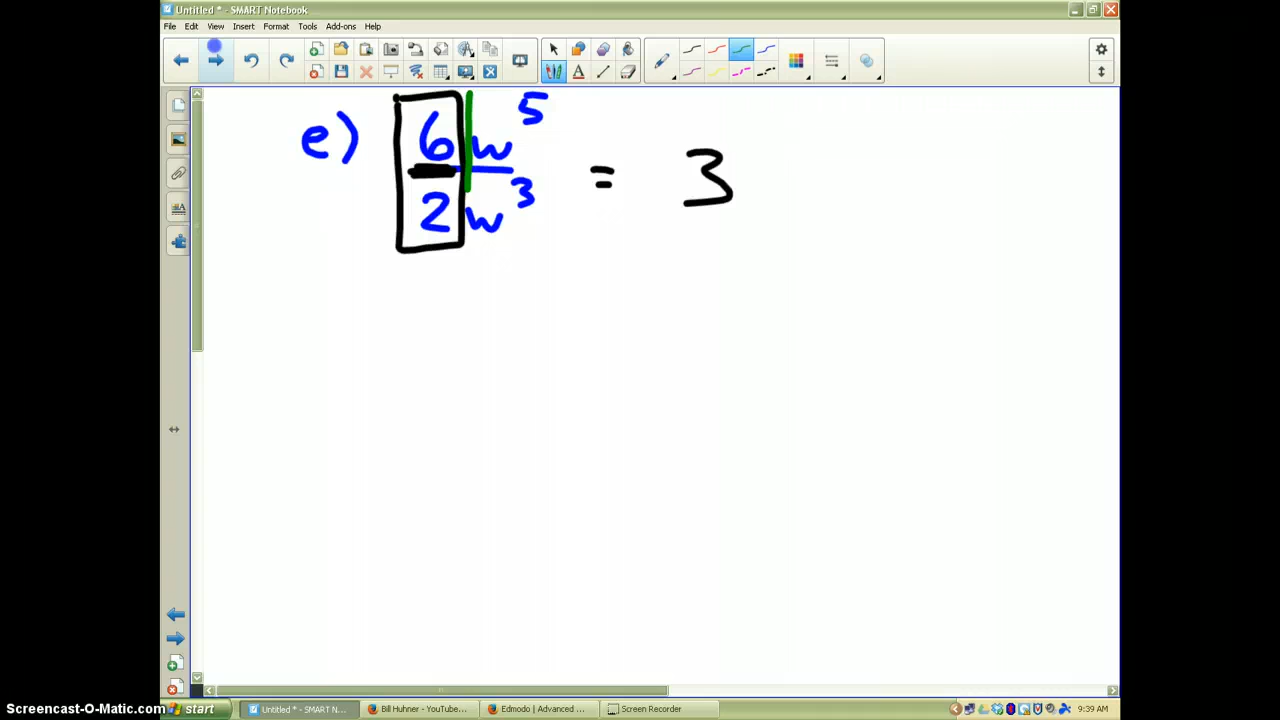 Untitled * - SMART Notebook
File Edit View Insert Format Tools Add-ons Help
e) 6w^5
2w^3
= 3
Screencast-O-Matic.com
start
Untitled * - SMART N...
Bill Huhner - YouTube...
Edmodo | Advanced ...
Screen Recorder
9:39 AM